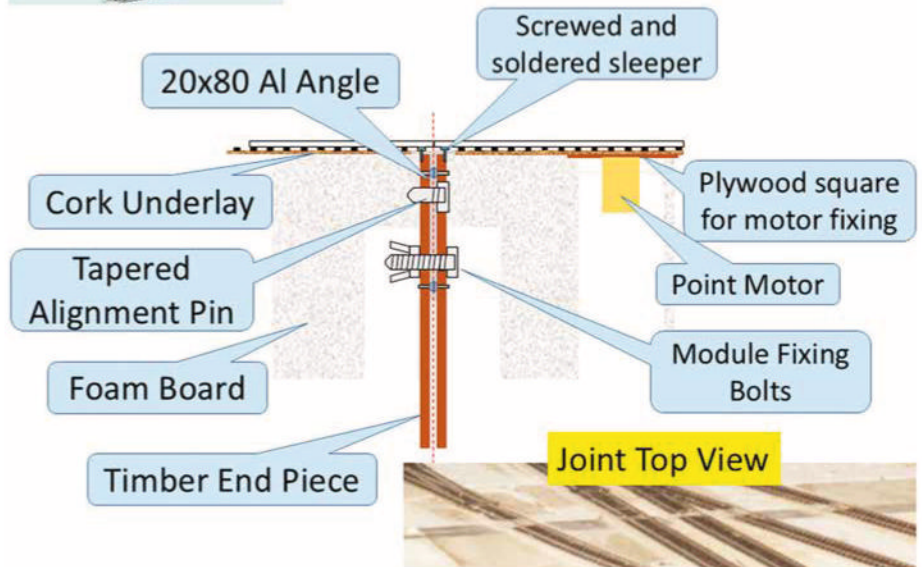 Screwed and
soldered sleeper
20x80 Al Angle
Cork Underlay
Plywood square
for motor fixing
Tapered
Alignment Pin
Point Motor
Foam Board
Module Fixing
Bolts
Timber End Piece
Joint Top View